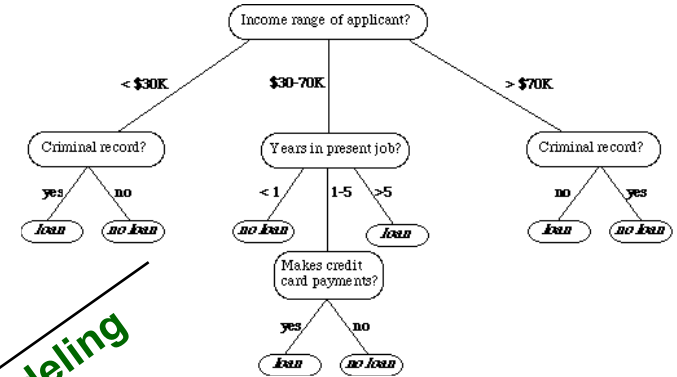 Income range of applicant?
< $30K
$30-70K
> $70K
Criminal record?
Years in present job?
Criminal record?
yes
no
< 1
1-5
>5
no
yes
loan
no loan
no loan
loan
loan
no loan
Makes credit
card payments?
yes
no
loan
no loan
deling